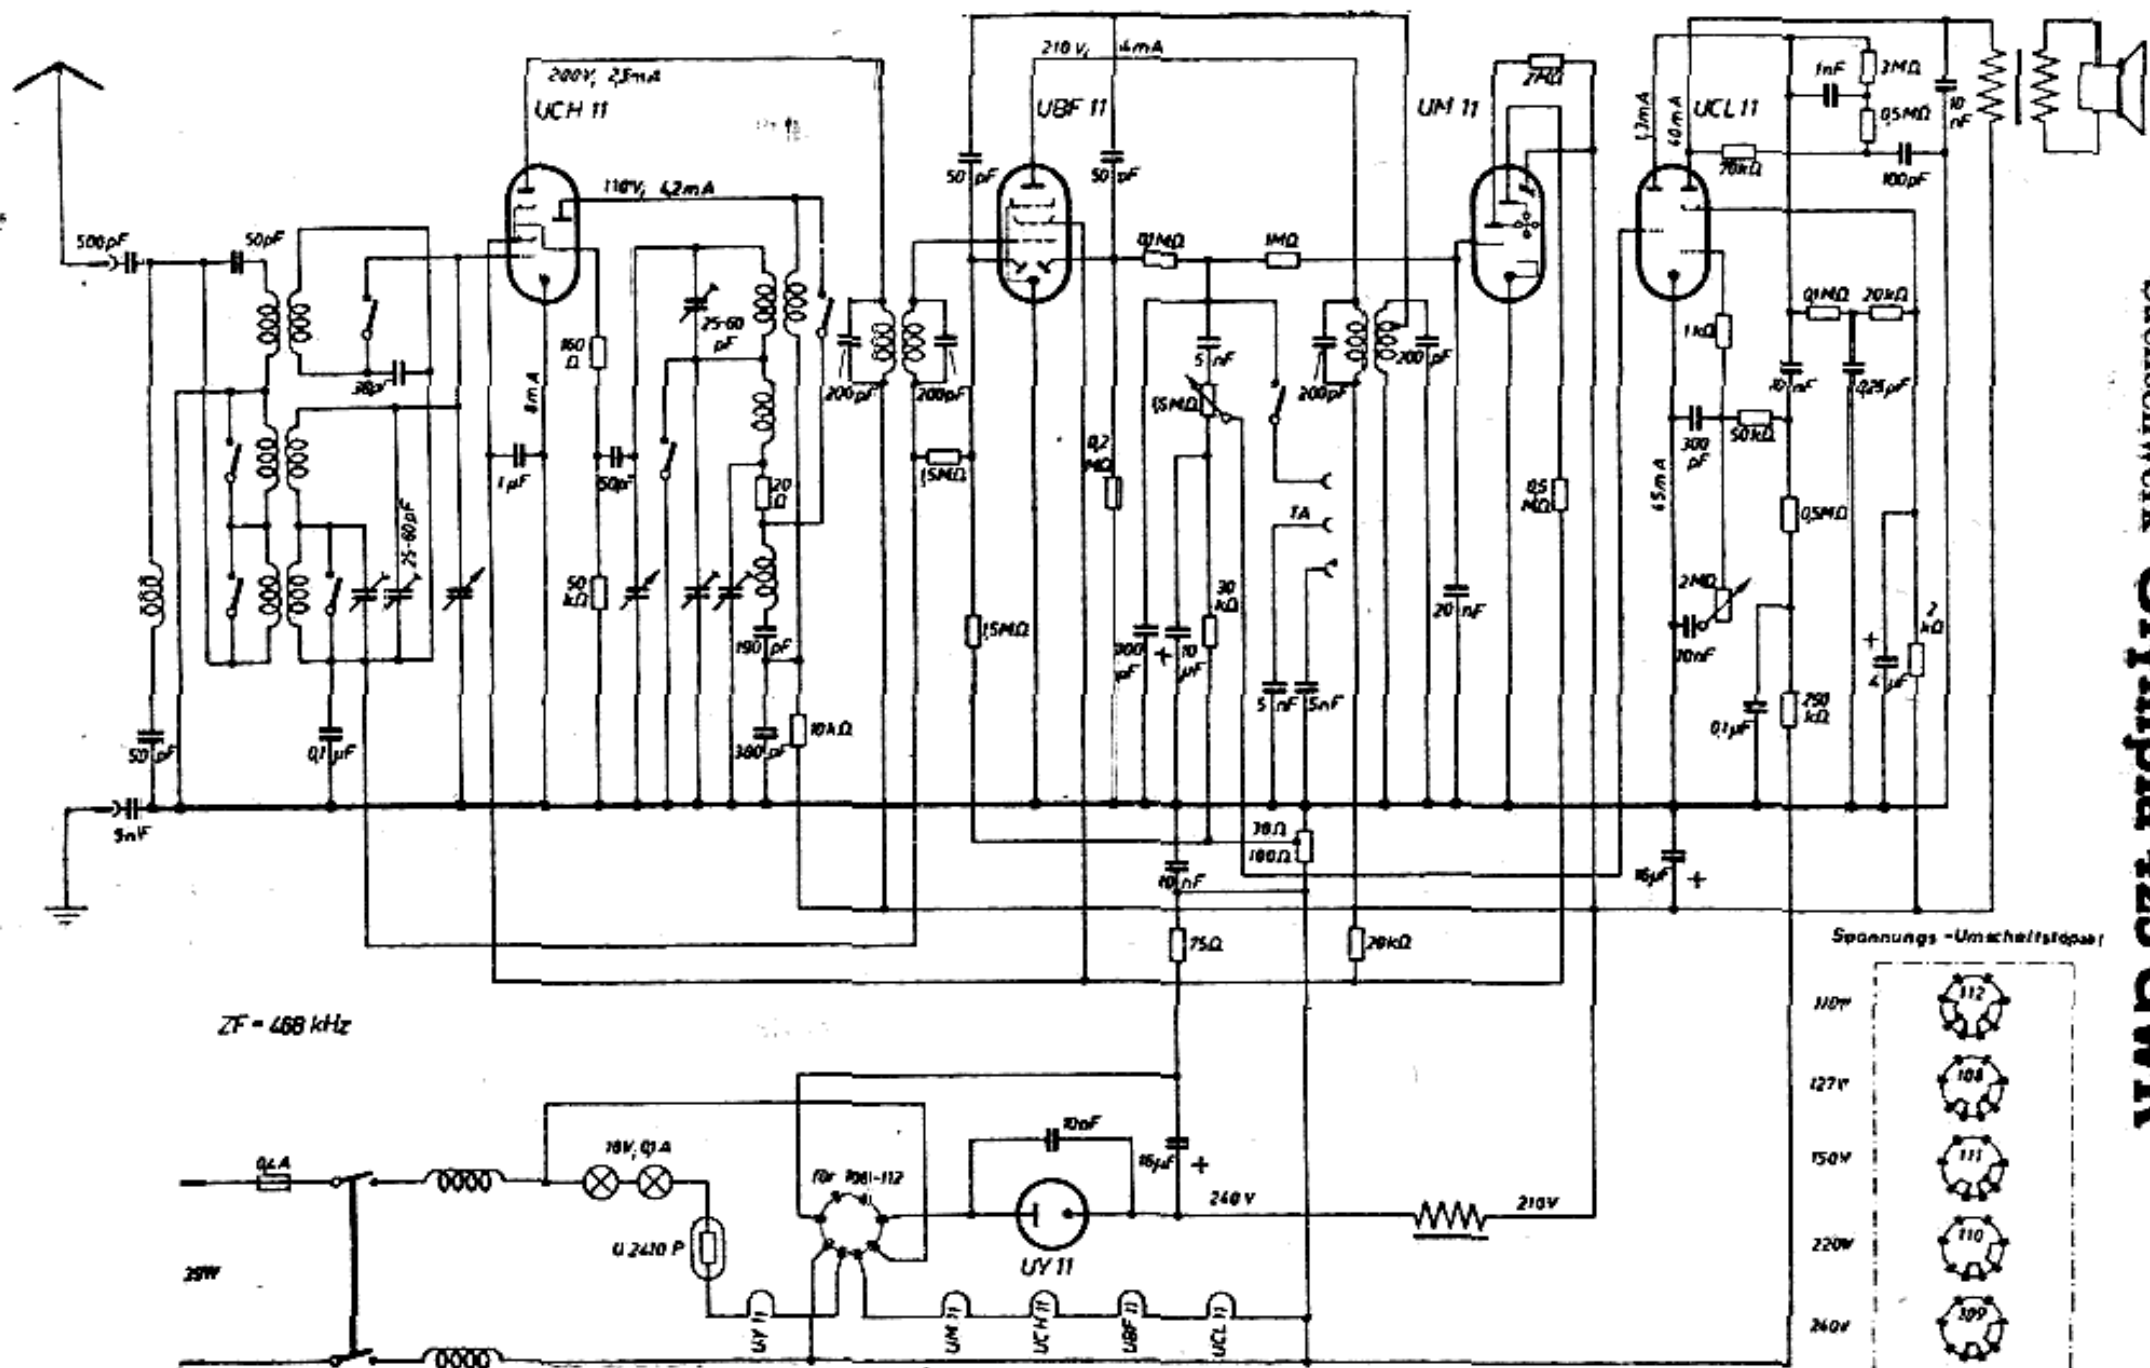 200V, 2,5mA
UCH 11
110V, 4,2mA
500pF
50pF
30pF
160
Ω
8mA
1µF
50pF
50
kΩ
25-60
pF
20
Ω
190 pF
380 pF
10kΩ
25-60pF
50 pF
0,1 µF
5nF
200pF
200pF
210 V, 4mA
UBF 11
50 pF
50 pF
0,1MΩ
1MΩ
1,5MΩ
1,5MΩ
0,2
MΩ
5 nF
1,5MΩ
30
kΩ
+ 10
µF
TA
5 nF
5nF
200pF
200 pF
20 nF
10 nF
75Ω
20kΩ
UM 11
2MΩ
0,5
MΩ
1,3mA
40mA
UCL 11
1nF
3MΩ
0,5MΩ
10
nF
70kΩ
100pF
1kΩ
0,1MΩ
20kΩ
10 nF
0,25µF
300
pF
50kΩ
65mA
0,5MΩ
2MΩ
10nF
0,1µF
250
kΩ
2
kΩ
+
4 µF
16µF +
Spannungs -Umschaltstöpsel
110V
112
127V
108
150V
111
220V
110
240V
109
ZF = 468 kHz
0,4A
18V, 0,1A
U 2410 P
35W
10nF
16µF +
240 V
210V
UY 11
UY 11
UM 11
UCH 11
UBF 11
UCL 11